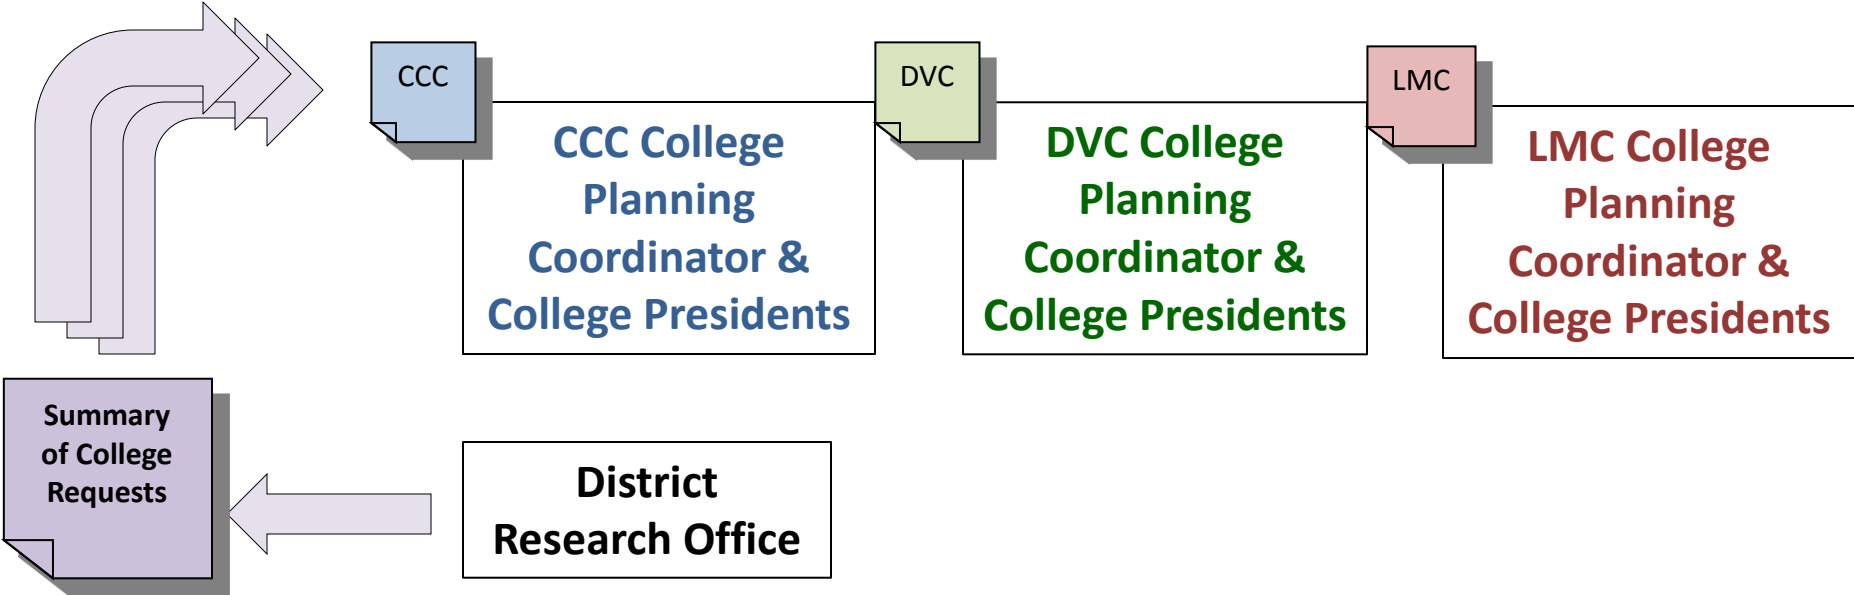 CCC
CCC College
Planning
Coordinator &
College Presidents
DVC
DVC College
Planning
Coordinator &
College Presidents
LMC
LMC College
Planning
Coordinator &
College Presidents
Summary
of College
Requests
District
Research Office